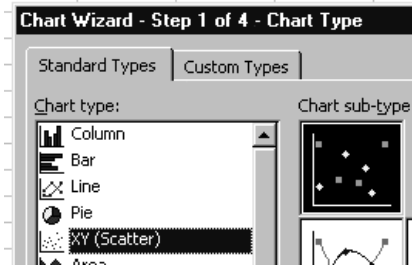 Chart Wizard - Step 1 of 4 - Chart Type
Standard Types
Custom Types
Chart type:
Chart sub-type
Column
Bar
Line
Pie
XY (Scatter)
Area